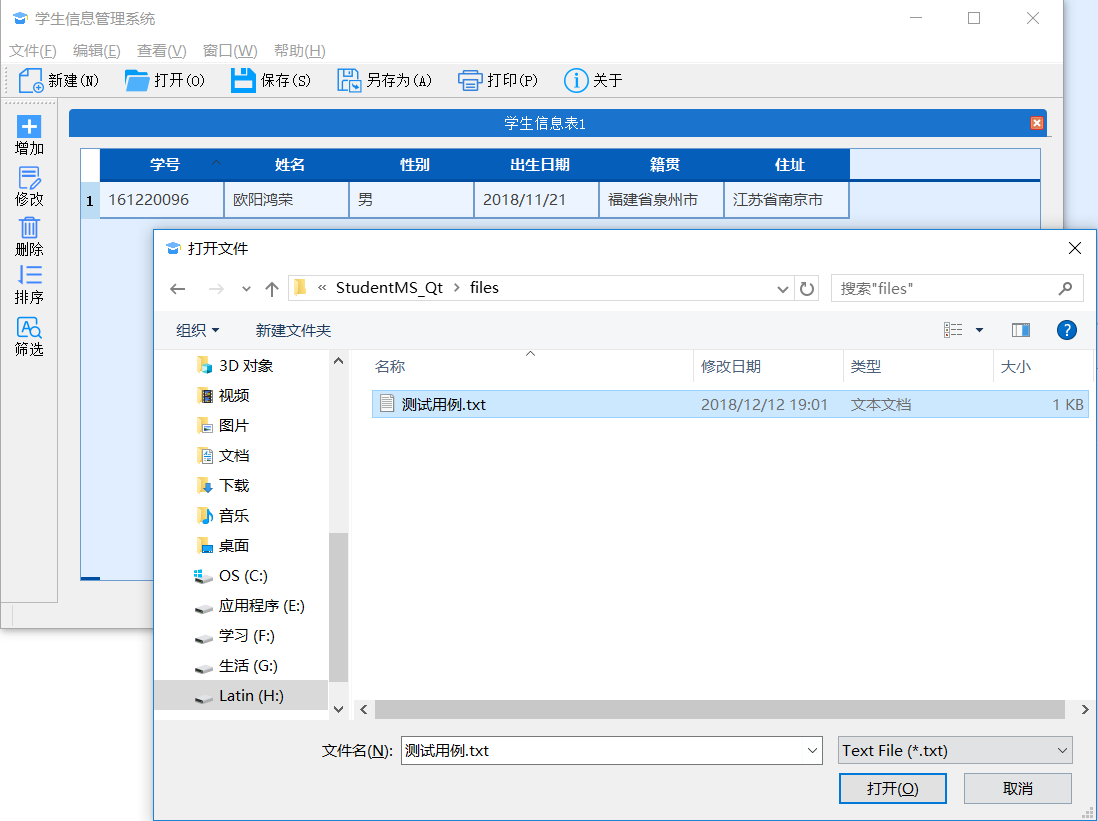 学生信息管理系统
文件(F) 编辑(E) 查看(V) 窗口(W) 帮助(H)
新建(N) 打开(O) 保存(S) 另存为(A) 打印(P) 关于
增加
修改
删除
排序
筛选
学生信息表1
学号 姓名 性别 出生日期 籍贯 住址
1 161220096 欧阳鸿荣 男 2018/11/21 福建省泉州市 江苏省南京市
打开文件
« StudentMS_Qt › files
搜索"files"
组织 新建文件夹
3D 对象
视频
图片
文档
下载
音乐
桌面
OS (C:)
应用程序 (E:)
学习 (F:)
生活 (G:)
Latin (H:)
名称 修改日期 类型 大小
测试用例.txt 2018/12/12 19:01 文本文档 1 KB
文件名(N): 测试用例.txt Text File (*.txt)
打开(O) 取消